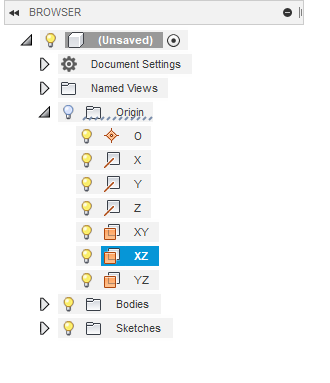 BROWSER
(Unsaved)
Document Settings
Named Views
Origin
O
X
Y
Z
XY
XZ
YZ
Bodies
Sketches